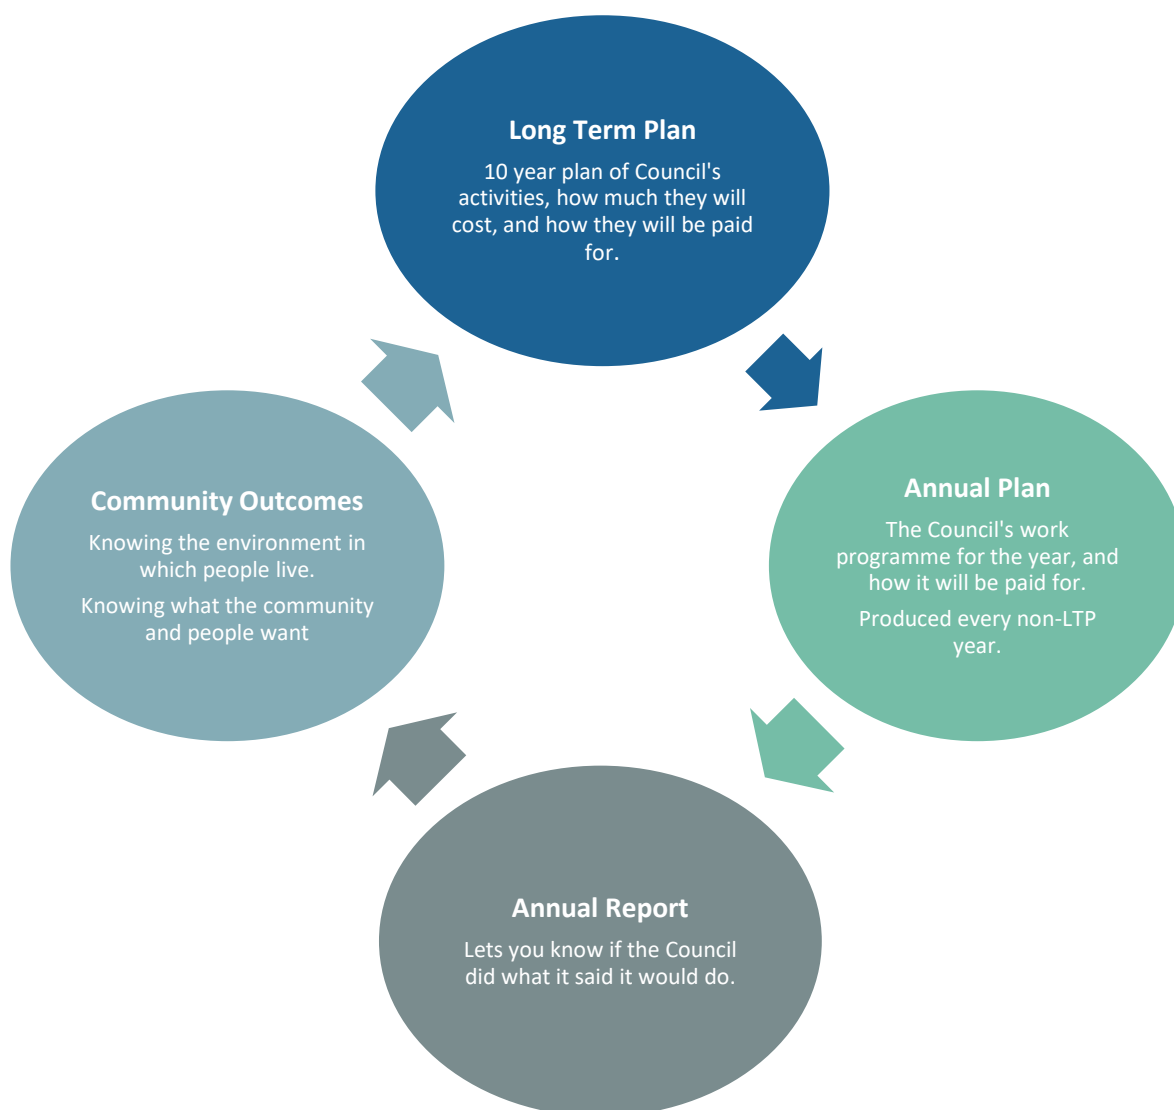 Long Term Plan
10 year plan of Council's
activities, how much they will
cost, and how they will be paid
for.
Community Outcomes
Knowing the environment in
which people live.
Knowing what the community
and people want
Annual Plan
The Council's work
programme for the year, and
how it will be paid for.
Produced every non-LTP
year.
Annual Report
Lets you know if the Council
did what it said it would do.